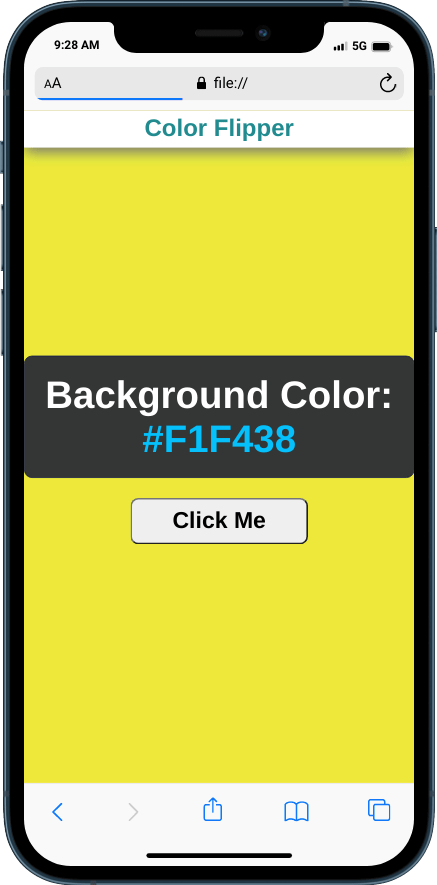 9:28 AM
5G
AA
file://
Color Flipper
Background Color:
#F1F438
Click Me